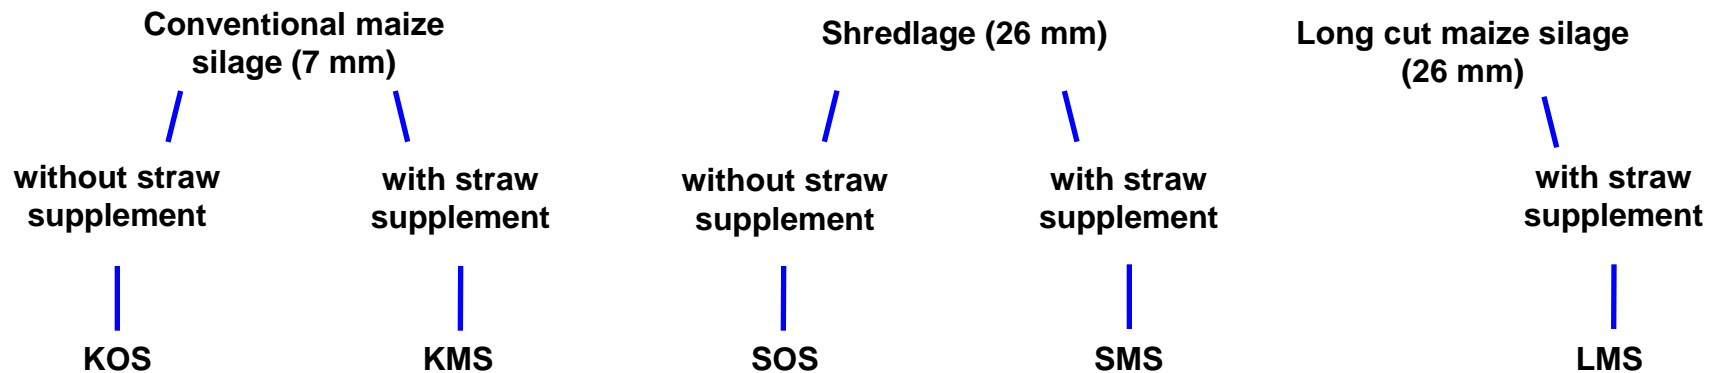 Conventional maize
silage (7 mm)
Shredlage (26 mm)
Long cut maize silage
(26 mm)
without straw
supplement
with straw
supplement
without straw
supplement
with straw
supplement
with straw
supplement
KOS
KMS
SOS
SMS
LMS